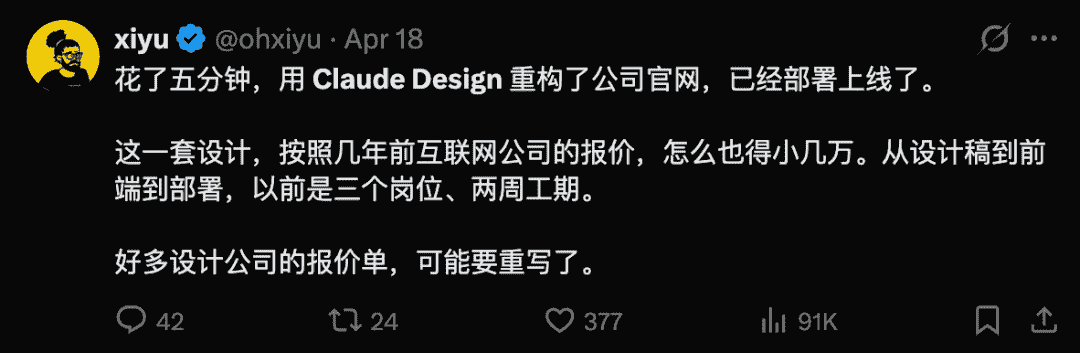 xiyu @ohxiyu · Apr 18
花了五分钟，用 Claude Design 重构了公司官网，已经部署上线了。
这一套设计，按照几年前互联网公司的报价，怎么也得小几万。从设计稿到前
端到部署，以前是三个岗位、两周工期。
好多设计公司的报价单，可能要重写了。
42 24 377 91K